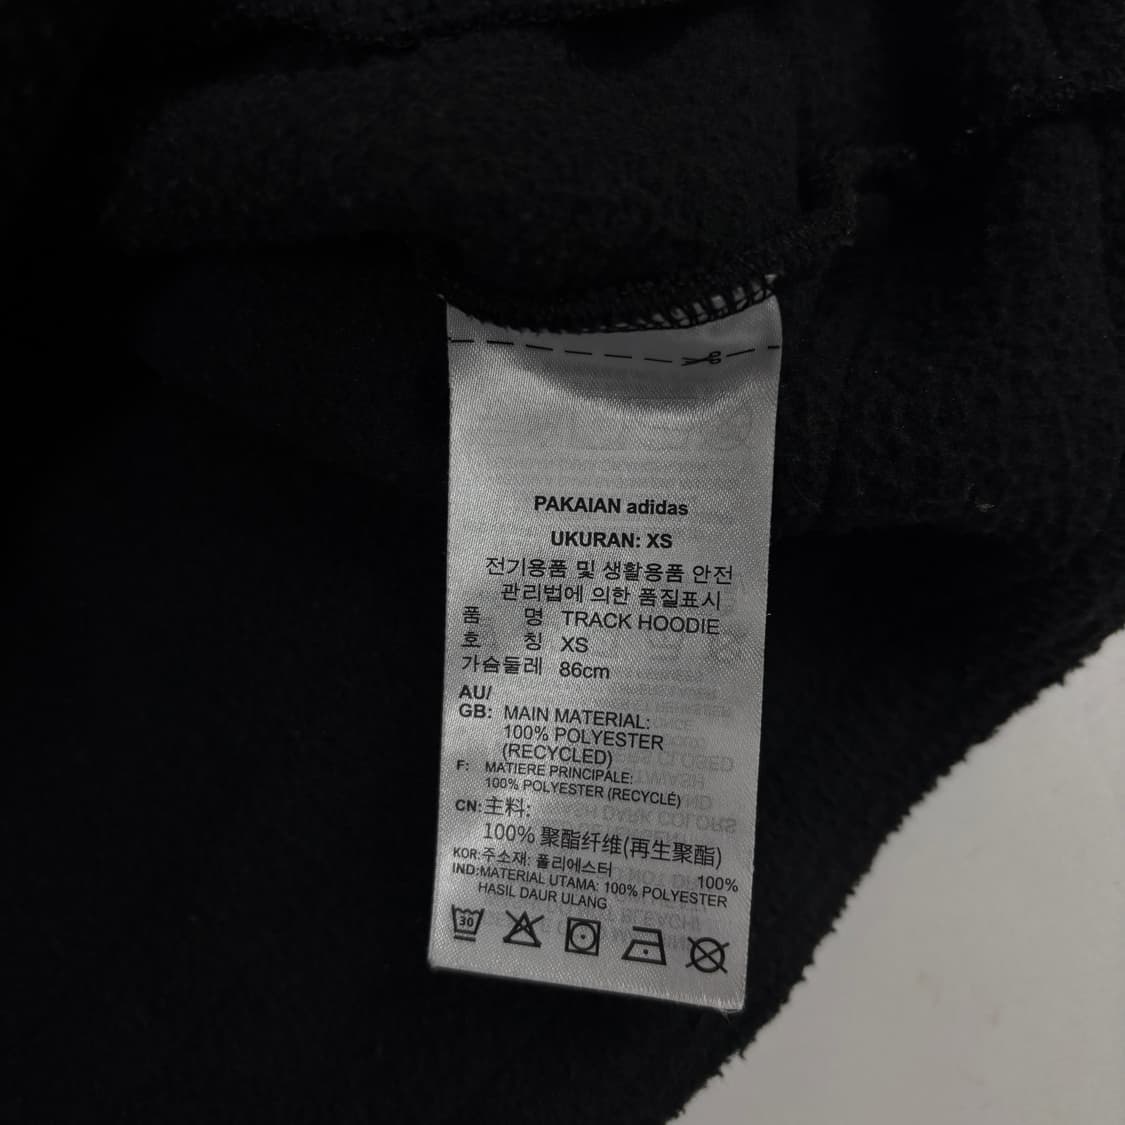 PAKAIAN adidas
UKURAN: XS
전기용품 및 생활용품 안전
관리법에 의한 품질표시
품 명 TRACK HOODIE
호 칭 XS
가슴둘레 86cm
AU/
GB: MAIN MATERIAL:
100% POLYESTER
(RECYCLED)
F: MATIERE PRINCIPALE:
100% POLYESTER (RECYCLÉ)
CN: 主料:
100% 聚酯纤维(再生聚酯)
KOR: 주소재: 폴리에스터 100%
IND: MATERIAL UTAMA: 100% POLYESTER
HASIL DAUR ULANG
30